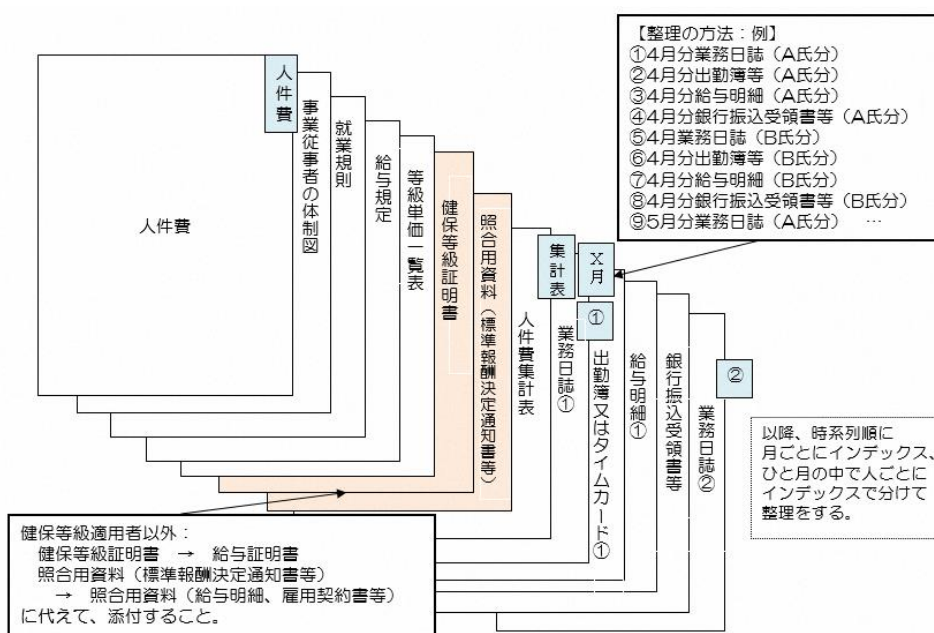 【整理の方法：例】
①4月分業務日誌（A氏分）
②4月分出勤簿等（A氏分）
③4月分給与明細（A氏分）
④4月分銀行振込受領書等（A氏分）
⑤4月業務日誌（B氏分）
⑥4月分出勤簿等（B氏分）
⑦4月分給与明細（B氏分）
⑧4月分銀行振込受領書等（B氏分）
⑨5月分業務日誌（A氏分）　…
人件費
人件費
事業従事者の体制図
就業規則
給与規定
等級単価一覧表
健保等級証明書
照合用資料（標準報酬決定通知書等）
人件費集計表
集計表
業務日誌①
X月
①
出勤簿又はタイムカード①
給与明細①
銀行振込受領書等
業務日誌②
②
以降、時系列順に
月ごとにインデックス、
ひと月の中で人ごとに
インデックスで分けて
整理をする。
健保等級適用者以外：
健保等級証明書　→　給与証明書
照合用資料（標準報酬決定通知書等）
→　照合用資料（給与明細、雇用契約書等）
に代えて、添付すること。